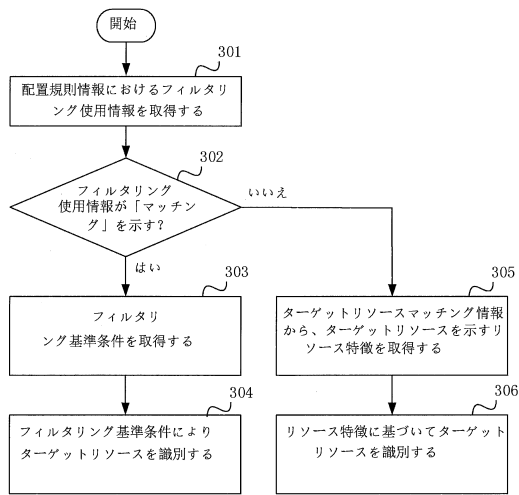 開始
301
配置規則情報におけるフィルタリ
ング使用情報を取得する
302
フィルタリング
使用情報が「マッチン
グ」を示す?
いいえ
はい
303
フィルタリ
ング基準条件を取得する
305
ターゲットリソースマッチング情報
から、ターゲットリソースを示すリ
ソース特徴を取得する
304
フィルタリング基準条件により
ターゲットリソースを識別する
306
リソース特徴に基づいてターゲット
リソースを識別する